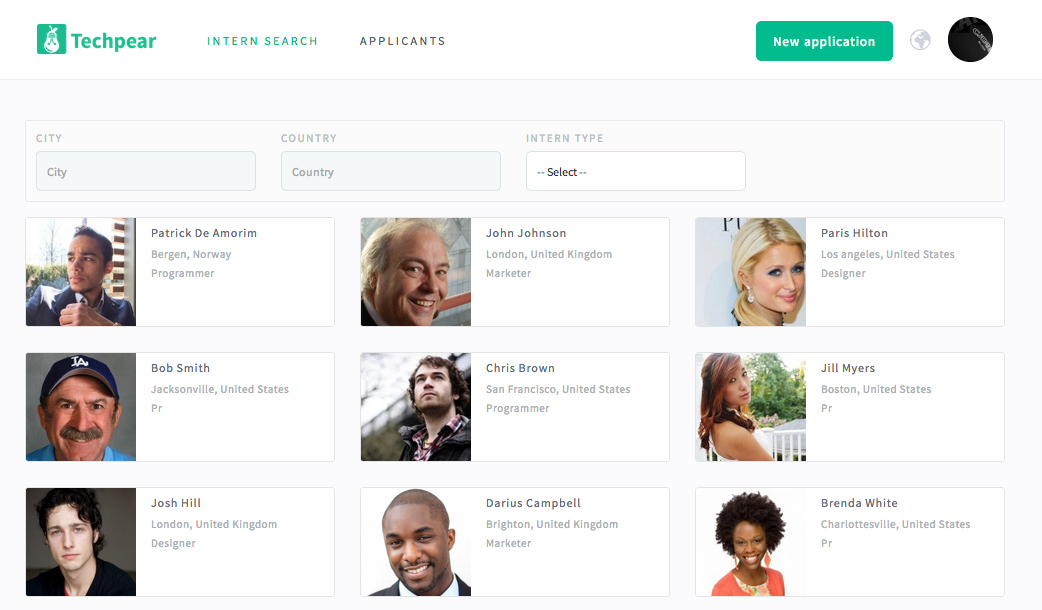 Techpear
INTERN SEARCH
APPLICANTS
New application
CITY
COUNTRY
INTERN TYPE
City
Country
-- Select --
Patrick De Amorim
Bergen, Norway
Programmer
John Johnson
London, United Kingdom
Marketer
Paris Hilton
Los angeles, United States
Designer
Bob Smith
Jacksonville, United States
Pr
Chris Brown
San Francisco, United States
Programmer
Jill Myers
Boston, United States
Pr
Josh Hill
London, United Kingdom
Designer
Darius Campbell
Brighton, United Kingdom
Marketer
Brenda White
Charlottesville, United States
Pr
LA